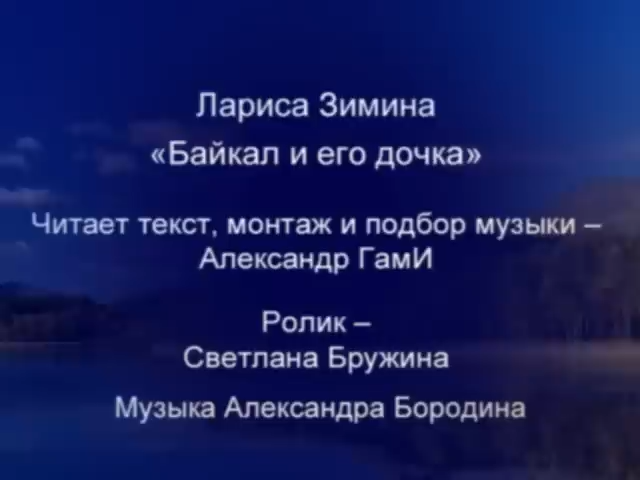 Лариса Зимина
«Байкал и его дочка»
Читает текст, монтаж и подбор музыки –
Александр ГамИ
Ролик –
Светлана Бружина
Музыка Александра Бородина